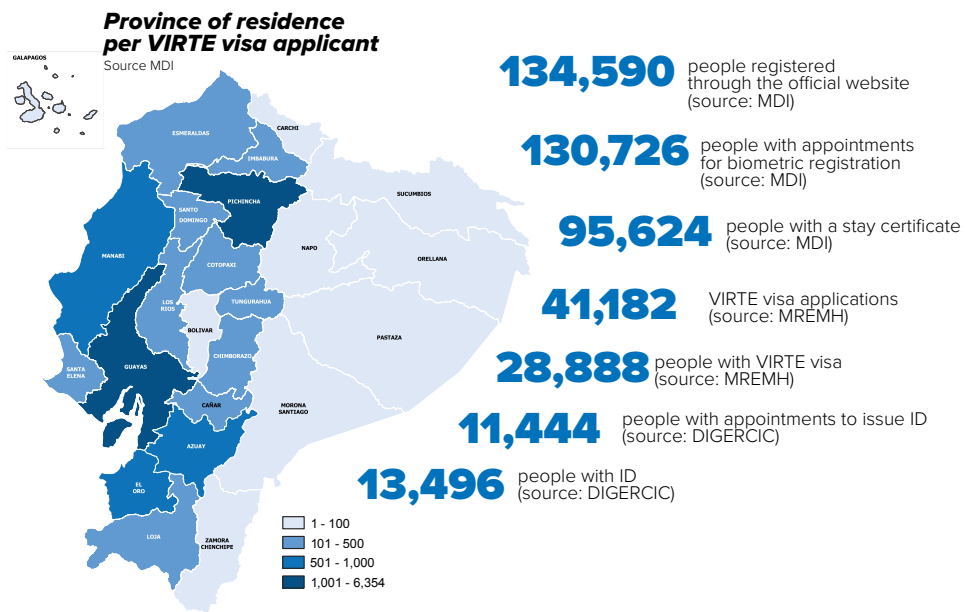 Province of residence
per VIRTE visa applicant
Source MDI
GALAPAGOS
ESMERALDAS
CARCHI
IMBABURA
SUCUMBIOS
PICHINCHA
SANTO
DOMINGO
NAPO
ORELLANA
MANABI
COTOPAXI
LOS
RIOS
TUNGURAHUA
BOLIVAR
PASTAZA
CHIMBORAZO
SANTA
ELENA
GUAYAS
CAÑAR
MORONA
SANTIAGO
AZUAY
EL
ORO
LOJA
ZAMORA
CHINCHIPE
1 - 100
101 - 500
501 - 1,000
1,001 - 6,354
134,590 people registered
through the official website
(source: MDI)
130,726 people with appointments
for biometric registration
(source: MDI)
95,624 people with a stay certificate
(source: MDI)
41,182 VIRTE visa applications
(source: MREMH)
28,888 people with VIRTE visa
(source: MREMH)
11,444 people with appointments to issue ID
(source: DIGERCIC)
13,496 people with ID
(source: DIGERCIC)